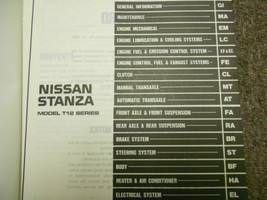 NISSAN
STANZA
MODEL T12 SERIES
GENERAL INFORMATION GI
MAINTENANCE MA
ENGINE MECHANICAL EM
ENGINE LUBRICATION & COOLING SYSTEMS LC
ENGINE FUEL & EMISSION CONTROL SYSTEM EF & EC
ENGINE CONTROL, FUEL & EXHAUST SYSTEMS FE
CLUTCH CL
MANUAL TRANSAXLE MT
AUTOMATIC TRANSAXLE AT
FRONT AXLE & FRONT SUSPENSION FA
REAR AXLE & REAR SUSPENSION RA
BRAKE SYSTEM BR
STEERING SYSTEM ST
BODY BF
HEATER & AIR CONDITIONER HA
ELECTRICAL SYSTEM EL